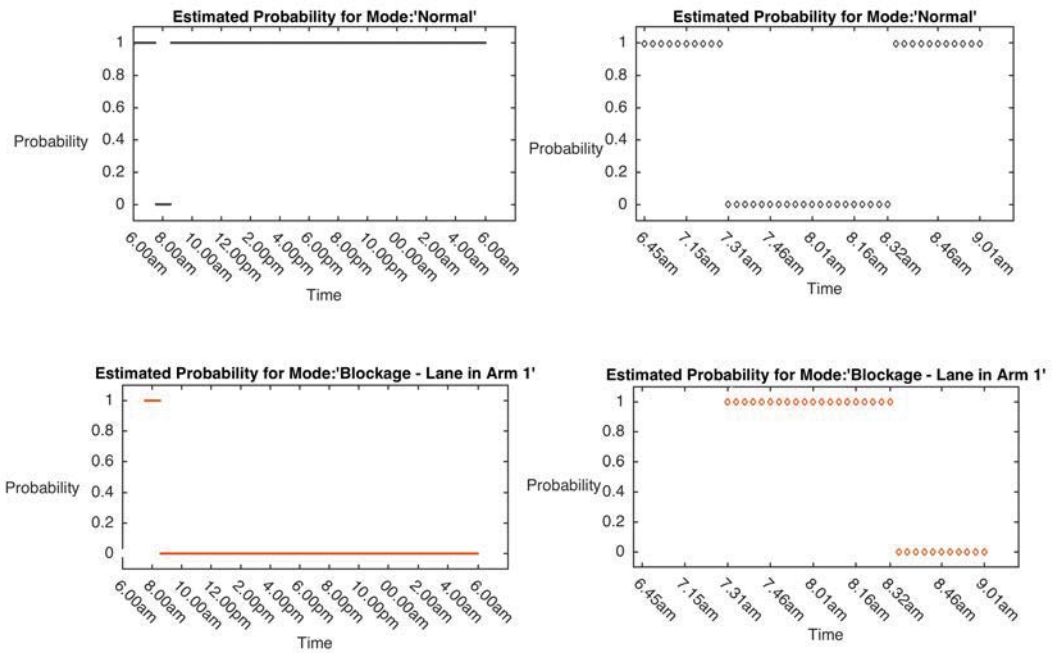 Estimated Probability for Mode:'Normal'
1
0.8
0.6
0.4
0.2
0
Probability
6.00am
8.00am
10.00am
12.00pm
2.00pm
4.00pm
6.00pm
8.00pm
10.00pm
00.00am
2.00am
4.00am
6.00am
Time
Estimated Probability for Mode:'Normal'
1
0.8
0.6
0.4
0.2
0
Probability
6.45am
7.15am
7.31am
7.46am
8.01am
8.16am
8.32am
8.46am
9.01am
Time
Estimated Probability for Mode:'Blockage - Lane in Arm 1'
1
0.8
0.6
0.4
0.2
0
Probability
6.00am
8.00am
10.00am
12.00pm
2.00pm
4.00pm
6.00pm
8.00pm
10.00pm
00.00am
2.00am
4.00am
6.00am
Time
Estimated Probability for Mode:'Blockage - Lane in Arm 1'
1
0.8
0.6
0.4
0.2
0
Probability
6.45am
7.15am
7.31am
7.46am
8.01am
8.16am
8.32am
8.46am
9.01am
Time